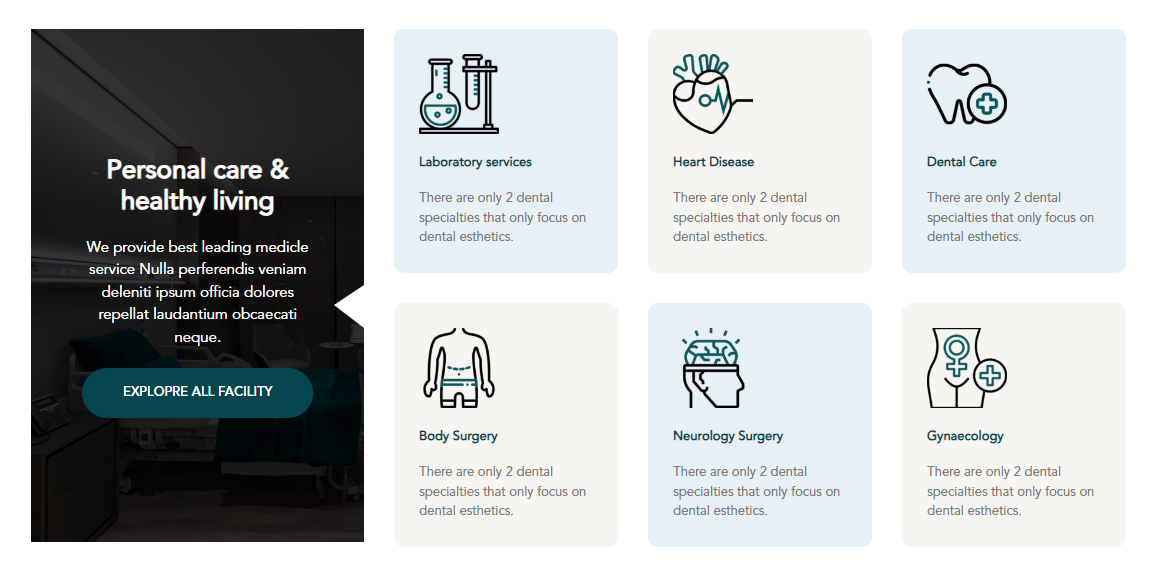 Personal care &
healthy living
We provide best leading medicle
service Nulla perferendis veniam
deleniti ipsum officia dolores
repellat laudantium obcaecati
neque.
EXPLOPRE ALL FACILITY
Laboratory services
There are only 2 dental
specialties that only focus on
dental esthetics.
Heart Disease
There are only 2 dental
specialties that only focus on
dental esthetics.
Dental Care
There are only 2 dental
specialties that only focus on
dental esthetics.
Body Surgery
There are only 2 dental
specialties that only focus on
dental esthetics.
Neurology Surgery
There are only 2 dental
specialties that only focus on
dental esthetics.
Gynaecology
There are only 2 dental
specialties that only focus on
dental esthetics.